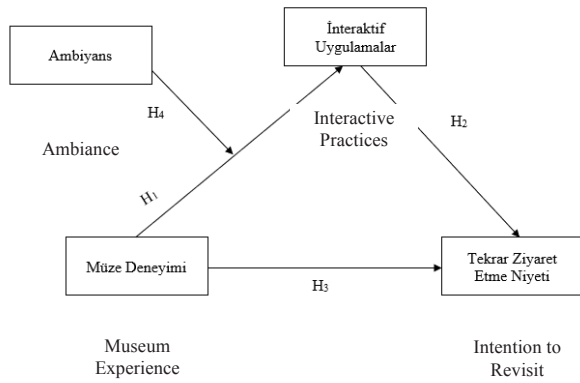 İnteraktif
Uygulamalar
Ambiyans
H4
Interactive
Practices
H2
Ambiance
H1
Müze Deneyimi
Tekrar Ziyaret
Etme Niyeti
H3
Museum
Experience
Intention to
Revisit